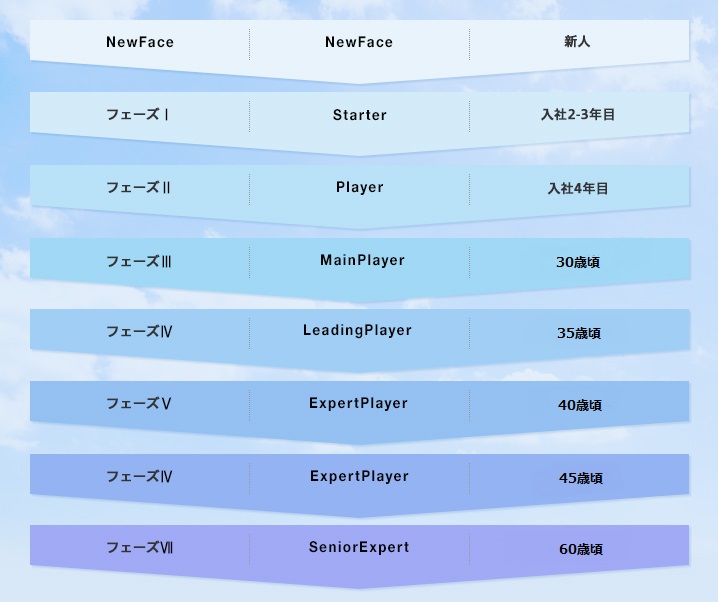 NewFace NewFace 新人
フェーズⅠ Starter 入社2-3年目
フェーズⅡ Player 入社4年目
フェーズⅢ MainPlayer 30歳頃
フェーズⅣ LeadingPlayer 35歳頃
フェーズⅤ ExpertPlayer 40歳頃
フェーズⅣ ExpertPlayer 45歳頃
フェーズⅦ SeniorExpert 60歳頃